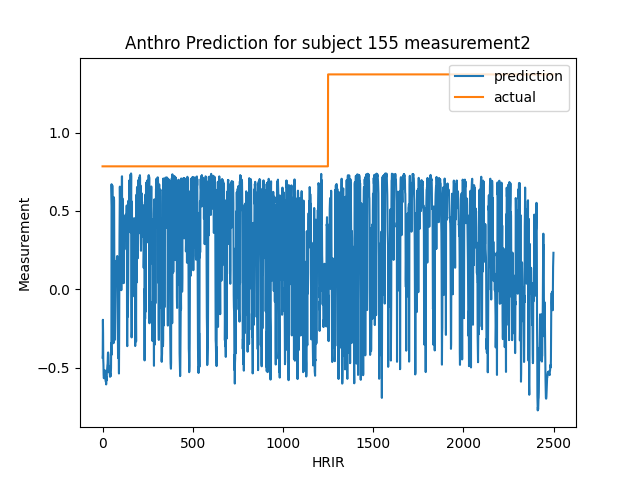 Anthro Prediction for subject 155 measurement2
prediction
actual
1.0
0.5
0.0
−0.5
Measurement
0
500
1000
1500
2000
2500
HRIR